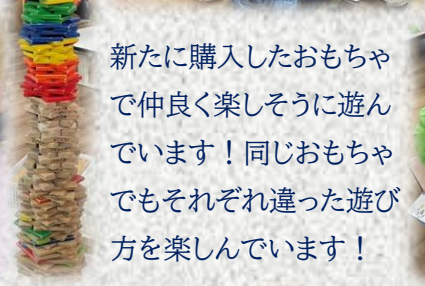 新たに購入したおもちゃ
で仲良く楽しそうに遊ん
でいます！同じおもちゃ
でもそれぞれ違った遊び
方を楽しんでいます！